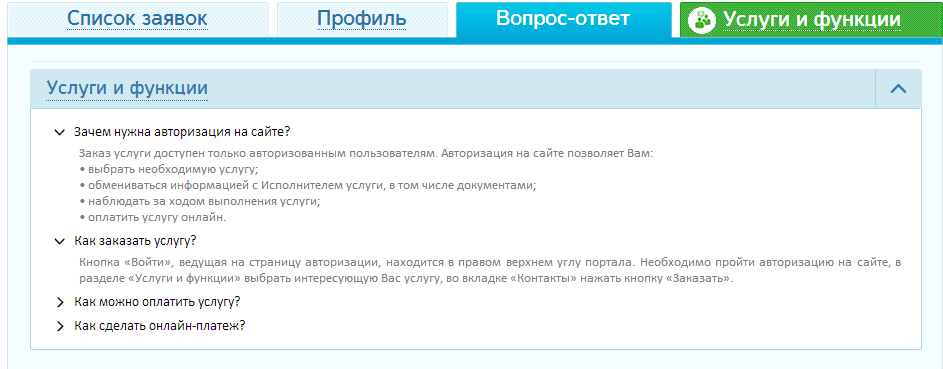 Список заявок
Профиль
Вопрос-ответ
Услуги и функции
Услуги и функции
Зачем нужна авторизация на сайте?
Заказ услуги доступен только авторизованным пользователям. Авторизация на сайте позволяет Вам:
• выбрать необходимую услугу;
• обмениваться информацией с Исполнителем услуги, в том числе документами;
• наблюдать за ходом выполнения услуги;
• оплатить услугу онлайн.
Как заказать услугу?
Кнопка «Войти», ведущая на страницу авторизации, находится в правом верхнем углу портала. Необходимо пройти авторизацию на сайте, в
разделе «Услуги и функции» выбрать интересующую Вас услугу, во вкладке «Контакты» нажать кнопку «Заказать».
Как можно оплатить услугу?
Как сделать онлайн-платеж?